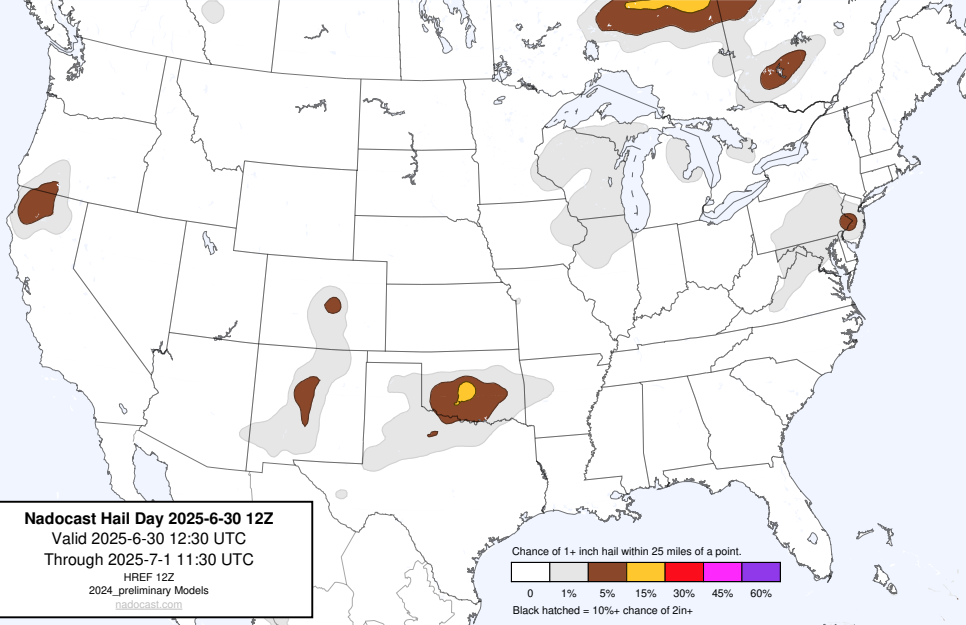 Nadocast Hail Day 2025-6-30 12Z
Valid 2025-6-30 12:30 UTC
Through 2025-7-1 11:30 UTC
HREF 12Z
2024_preliminary Models
nadocast.com
Chance of 1+ inch hail within 25 miles of a point.
0 1% 5% 15% 30% 45% 60%
Black hatched = 10%+ chance of 2in+